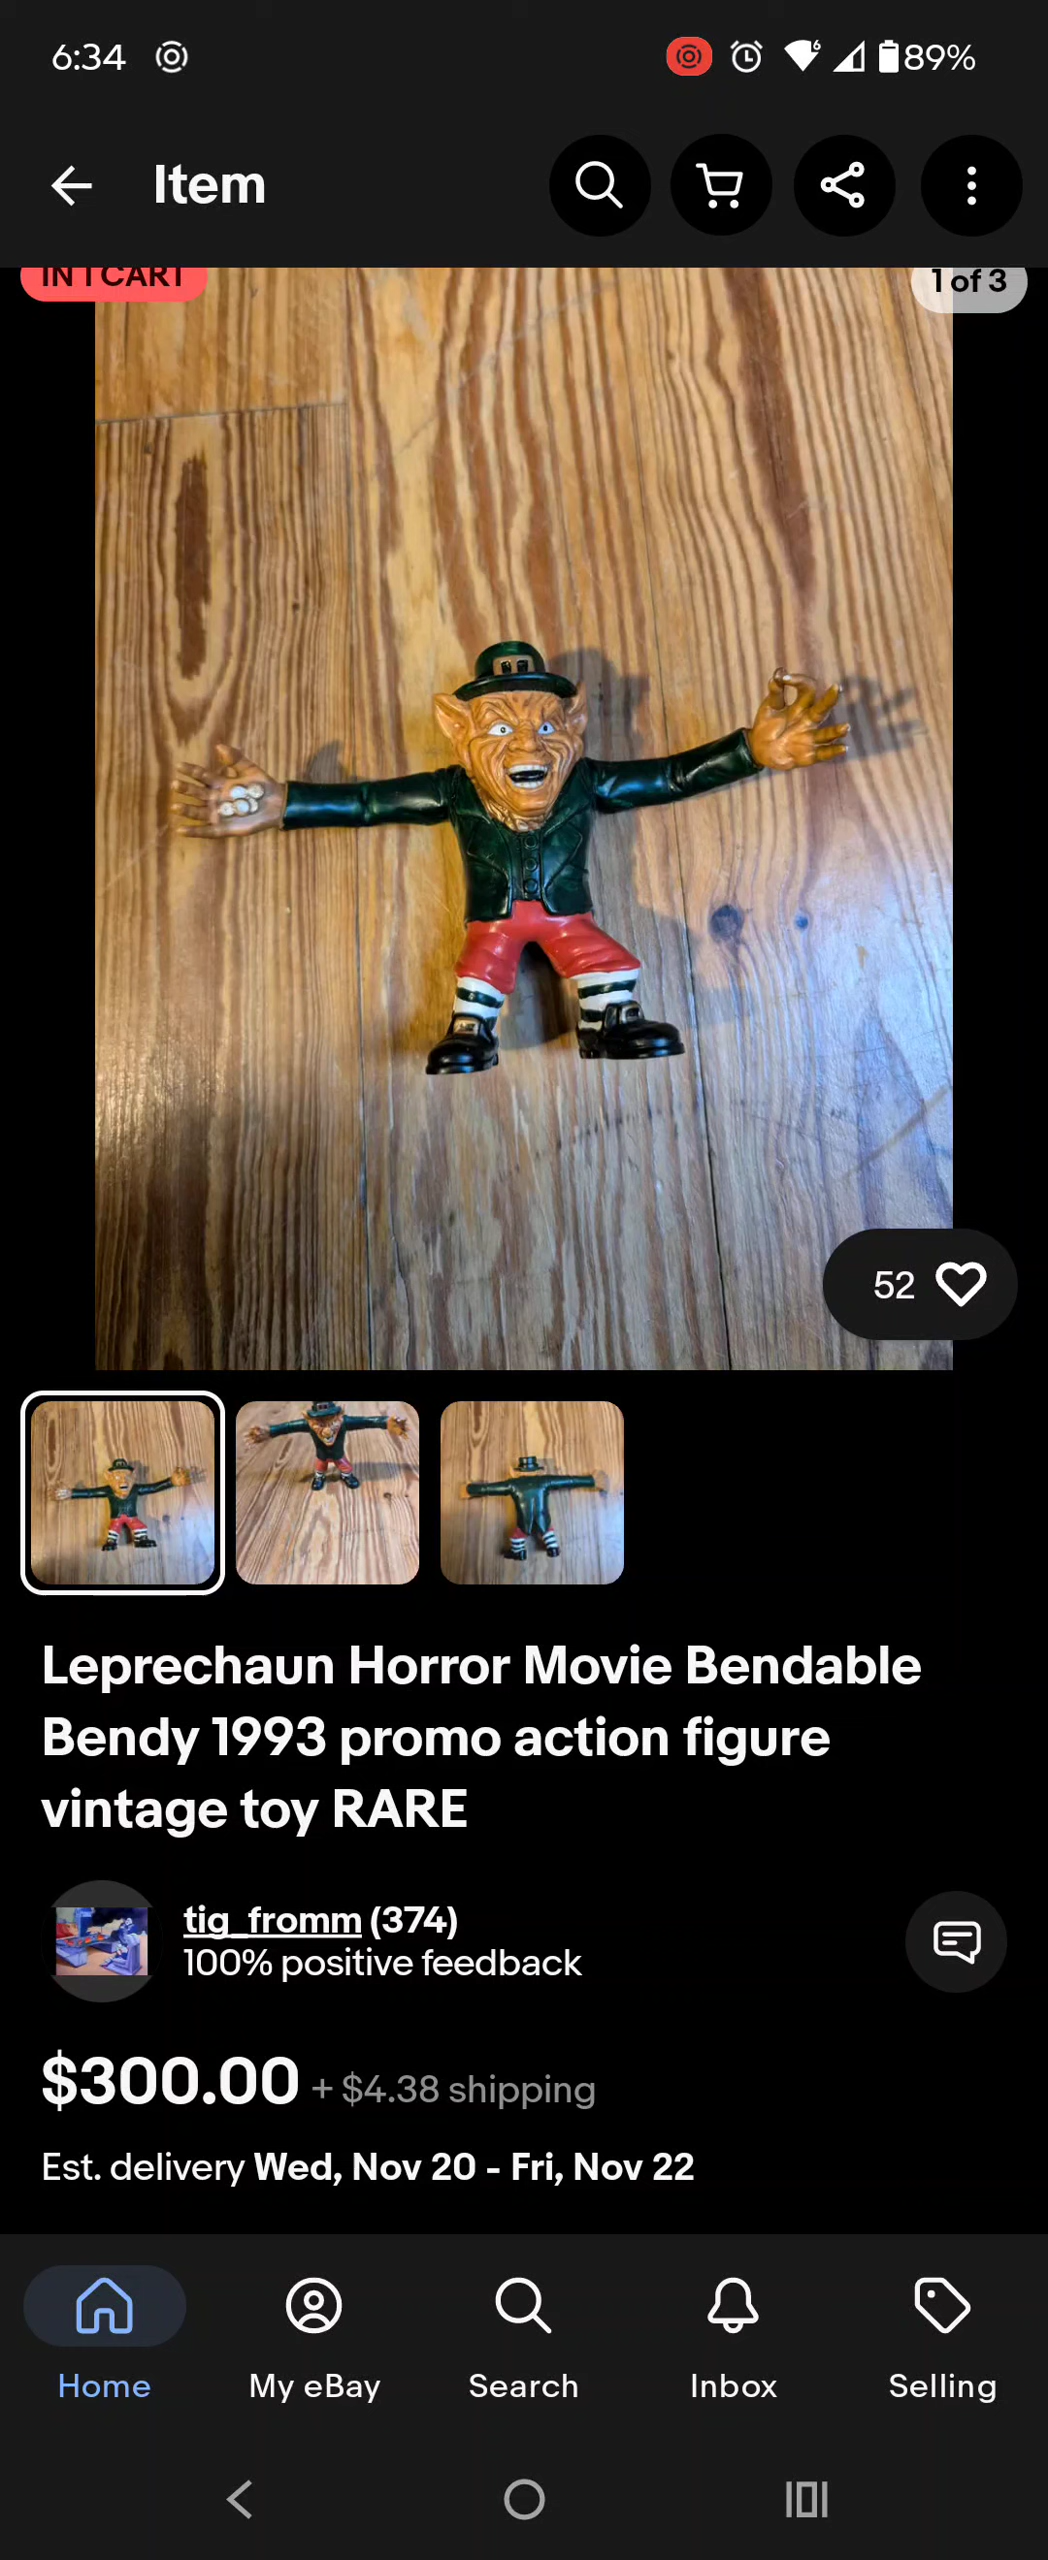 6:34
6
89%
Item
IN 1 CART
1 of 3
52
Leprechaun Horror Movie Bendable
Bendy 1993 promo action figure
vintage toy RARE
tig_fromm (374)
100% positive feedback
$300.00 + $4.38 shipping
Est. delivery Wed, Nov 20 - Fri, Nov 22
Home
My eBay
Search
Inbox
Selling